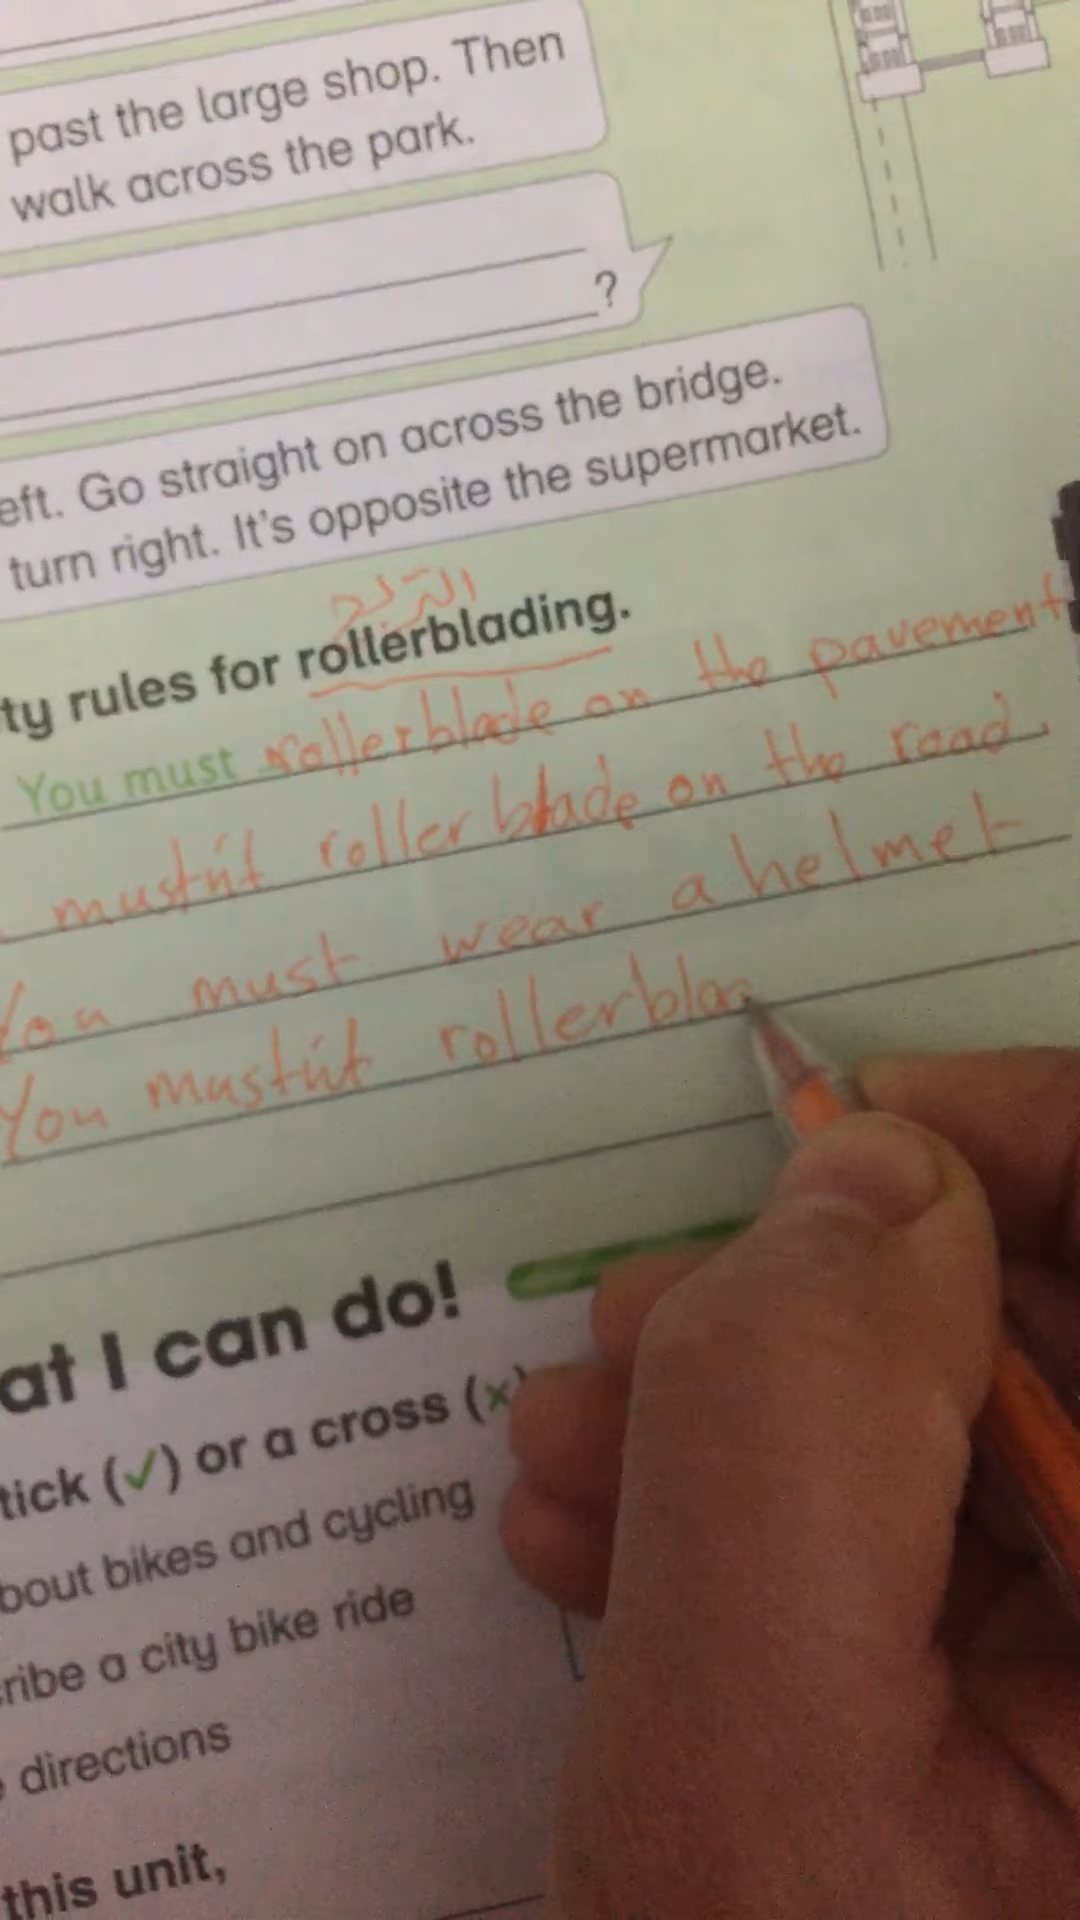 past the large shop. Then
walk across the park.
?
eft. Go straight on across the bridge.
turn right. It's opposite the supermarket.
التزلج
ty rules for rollerblading.
You must rollerblade on the pavement
mustn't rollerblade on the road.
You must wear a helmet
You mustn't rollerbla
at I can do!
tick (✓) or a cross (x)
bout bikes and cycling
cribe a city bike ride
directions
this unit,